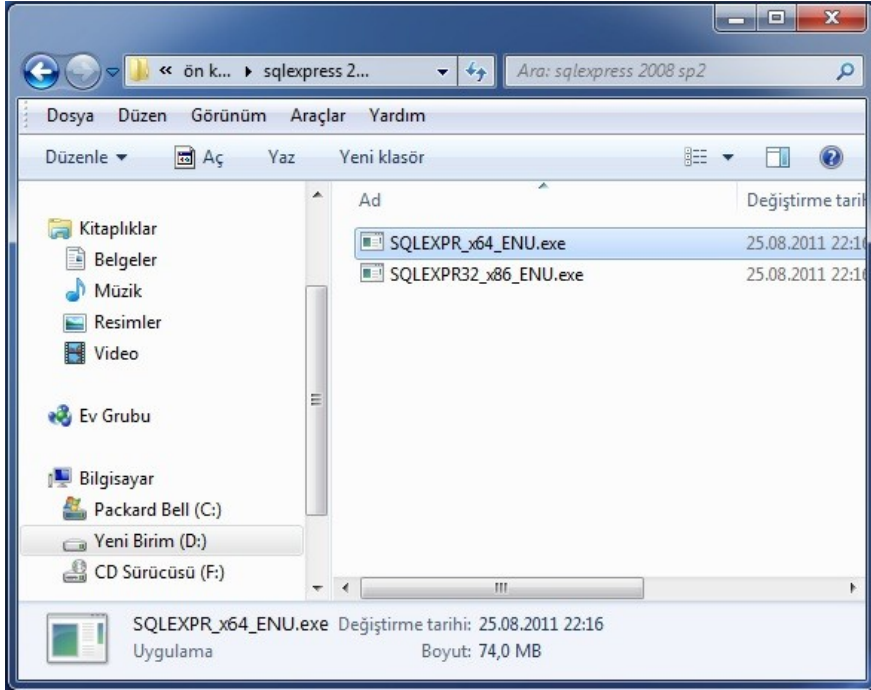 « ön k... sqlexpress 2... Ara: sqlexpress 2008 sp2
Dosya Düzen Görünüm Araçlar Yardım
Düzenle Aç Yaz Yeni klasör
Ad Değiştirme tarih
Kitaplıklar
Belgeler
Müzik
Resimler
Video
Ev Grubu
Bilgisayar
Packard Bell (C:)
Yeni Birim (D:)
CD Sürücüsü (F:)
SQLEXPR_x64_ENU.exe 25.08.2011 22:16
SQLEXPR32_x86_ENU.exe 25.08.2011 22:16
SQLEXPR_x64_ENU.exe Değiştirme tarihi: 25.08.2011 22:16
Uygulama Boyut: 74,0 MB